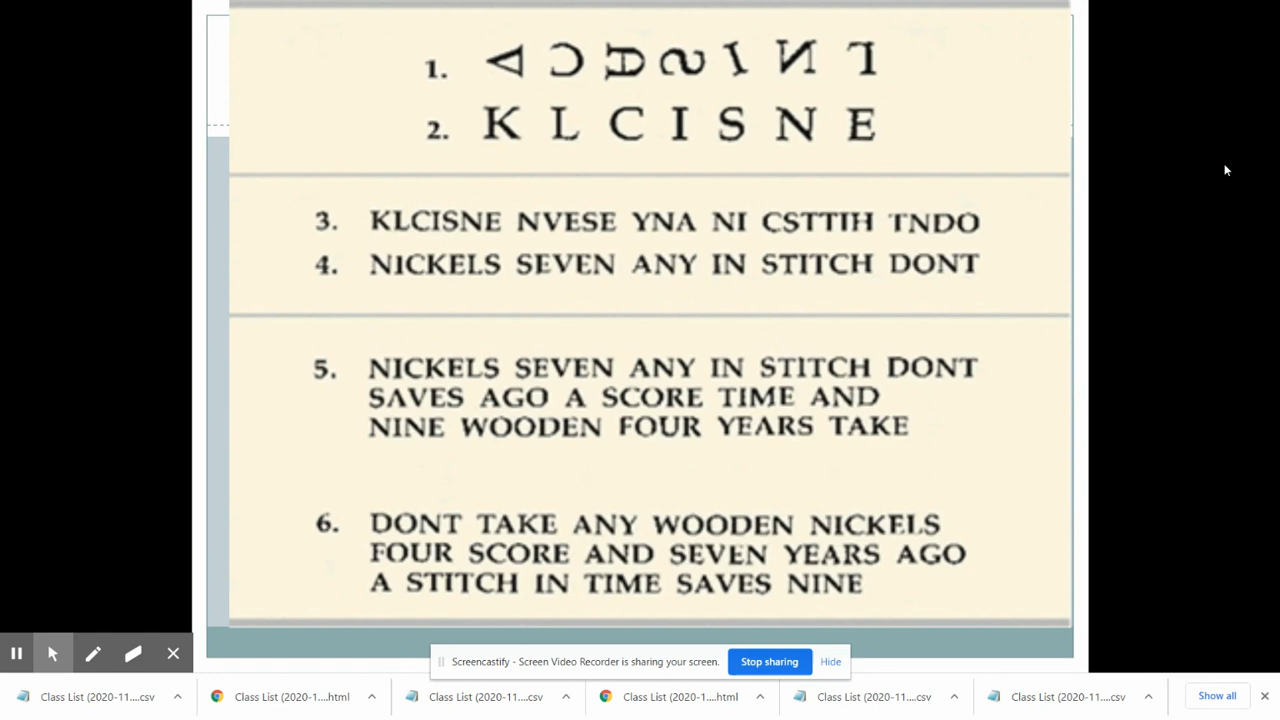 2. K L C I S N E
3. KLCISNE NVESE YNA NI CSTTIH TNDO
4. NICKELS SEVEN ANY IN STITCH DONT
5. NICKELS SEVEN ANY IN STITCH DONT
SAVES AGO A SCORE TIME AND
NINE WOODEN FOUR YEARS TAKE
6. DONT TAKE ANY WOODEN NICKELS
FOUR SCORE AND SEVEN YEARS AGO
A STITCH IN TIME SAVES NINE
Screencastify - Screen Video Recorder is sharing your screen. Stop sharing Hide
Class List (2020-11....csv Class List (2020-1....html Class List (2020-11....csv Class List (2020-1....html Class List (2020-11....csv Class List (2020-11....csv Show all